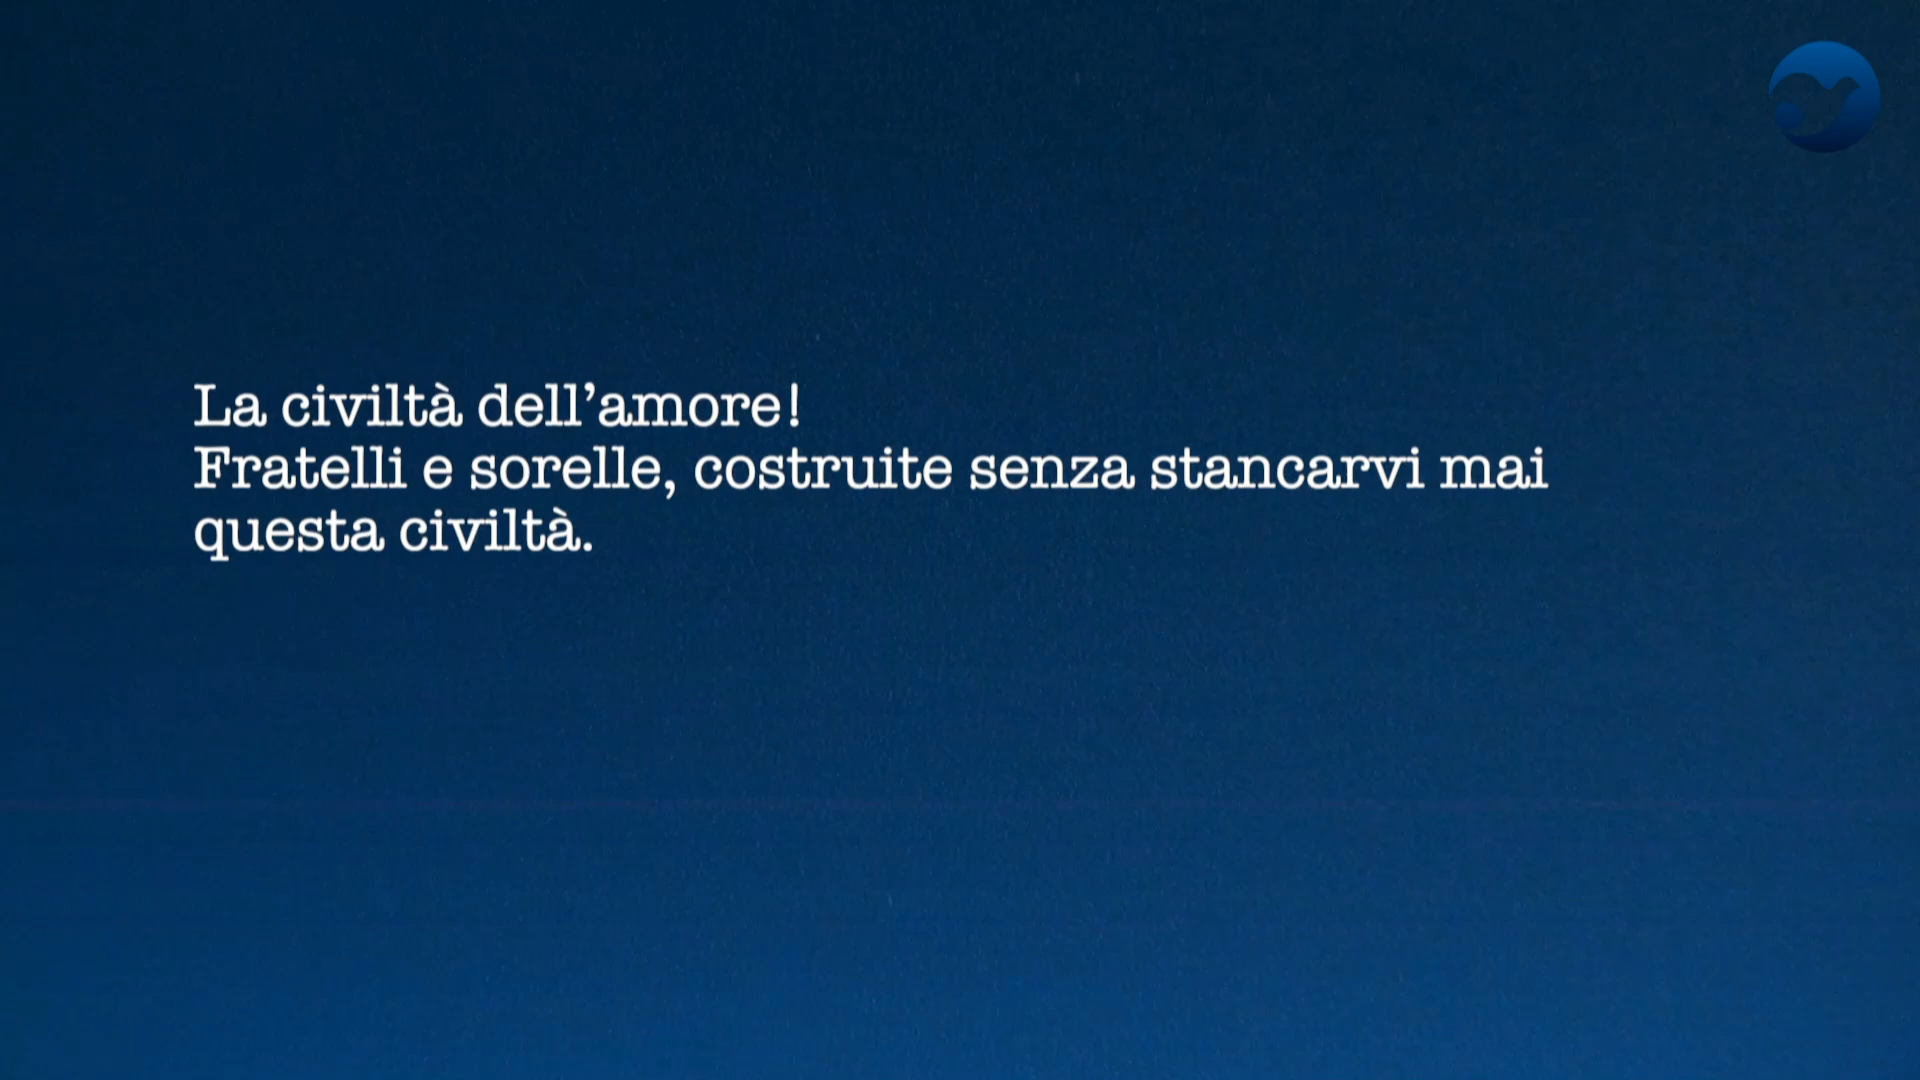 La civiltà dell’amore!
Fratelli e sorelle, costruite senza stancarvi mai
questa civiltà.